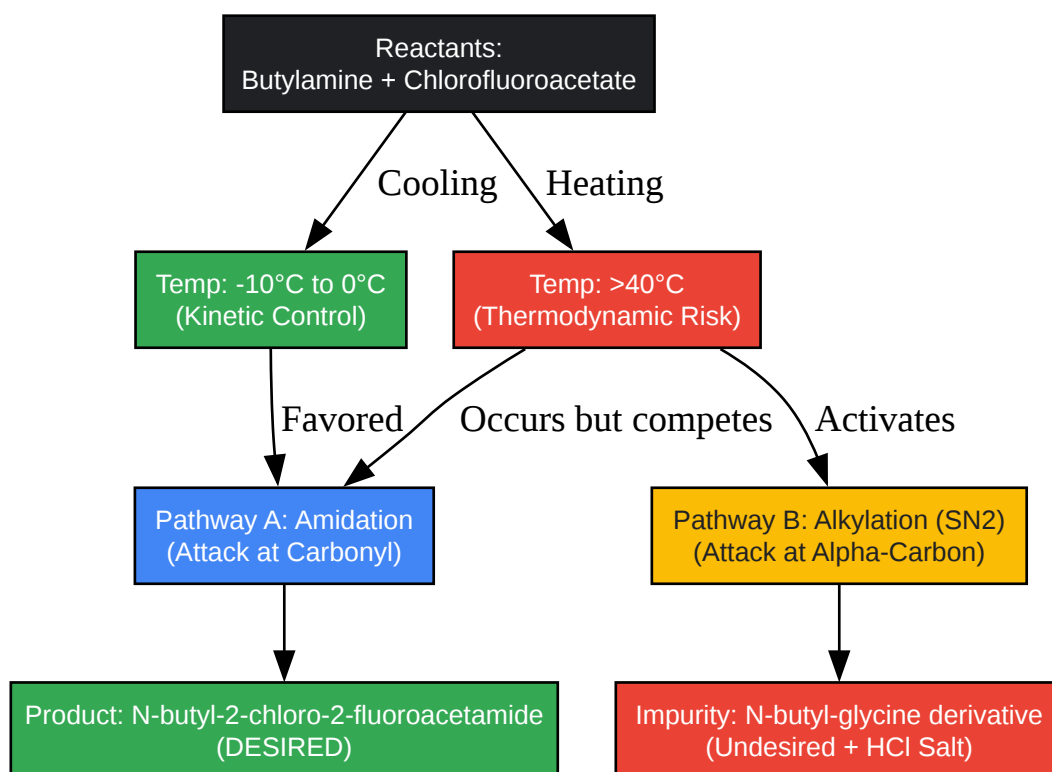 Reactants:
Butylamine + Chlorofluoroacetate
Cooling
Heating
Temp: -10°C to 0°C
(Kinetic Control)
Temp: >40°C
(Thermodynamic Risk)
Favored
Occurs but competes
Activates
Pathway A: Amidation
(Attack at Carbonyl)
Pathway B: Alkylation (SN2)
(Attack at Alpha-Carbon)
Product: N-butyl-2-chloro-2-fluoroacetamide
(DESIRED)
Impurity: N-butyl-glycine derivative
(Undesired + HCl Salt)